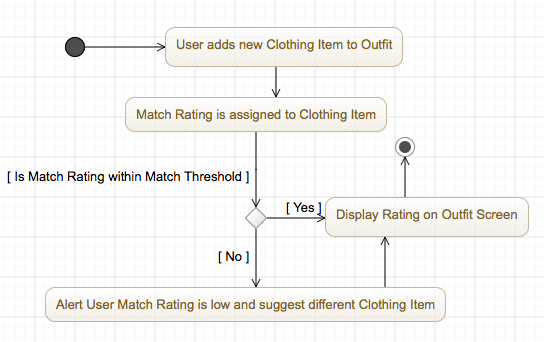 User adds new Clothing Item to Outfit
Match Rating is assigned to Clothing Item
[ Is Match Rating within Match Threshold ]
[ Yes ]
Display Rating on Outfit Screen
[ No ]
Alert User Match Rating is low and suggest different Clothing Item